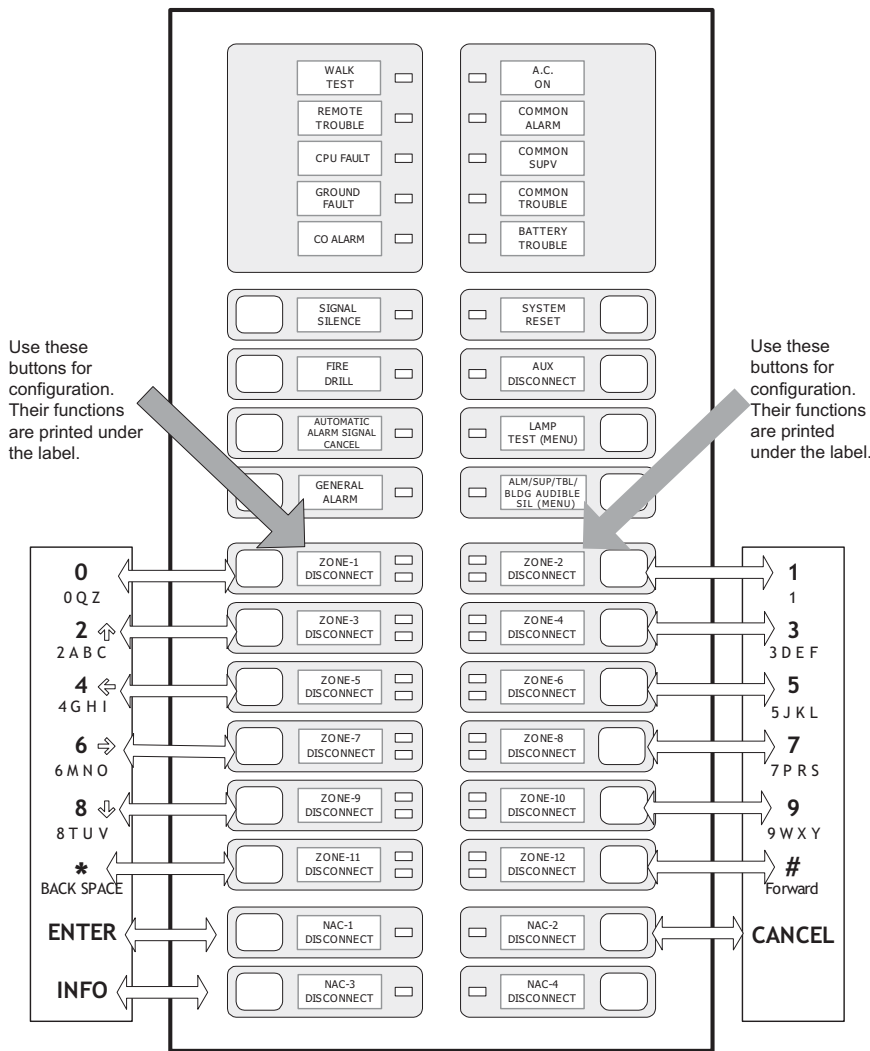 WALK
TEST
REMOTE
TROUBLE
CPU FAULT
GROUND
FAULT
CO ALARM
A.C.
ON
COMMON
ALARM
COMMON
SUPV
COMMON
TROUBLE
BATTERY
TROUBLE
SIGNAL
SILENCE
SYSTEM
RESET
FIRE
DRILL
AUX
DISCONNECT
AUTOMATIC
ALARM SIGNAL
CANCEL
LAMP
TEST (MENU)
GENERAL
ALARM
ALM/SUP/TBL/
BLDG AUDIBLE
SIL (MENU)
Use these
buttons for
configuration.
Their functions
are printed under
the label.
Use these
buttons for
configuration.
Their functions
are printed
under the label.
ZONE-1
DISCONNECT
ZONE-2
DISCONNECT
ZONE-3
DISCONNECT
ZONE-4
DISCONNECT
ZONE-5
DISCONNECT
ZONE-6
DISCONNECT
ZONE-7
DISCONNECT
ZONE-8
DISCONNECT
ZONE-9
DISCONNECT
ZONE-10
DISCONNECT
ZONE-11
DISCONNECT
ZONE-12
DISCONNECT
NAC-1
DISCONNECT
NAC-2
DISCONNECT
NAC-3
DISCONNECT
NAC-4
DISCONNECT
0
0 Q Z
2
2 A B C
4
4 G H I
6
6 M N O
8
8 T U V
*
BACK SPACE
ENTER
INFO
1
1
3
3 D E F
5
5 J K L
7
7 P R S
9
9 W X Y
#
Forward
CANCEL